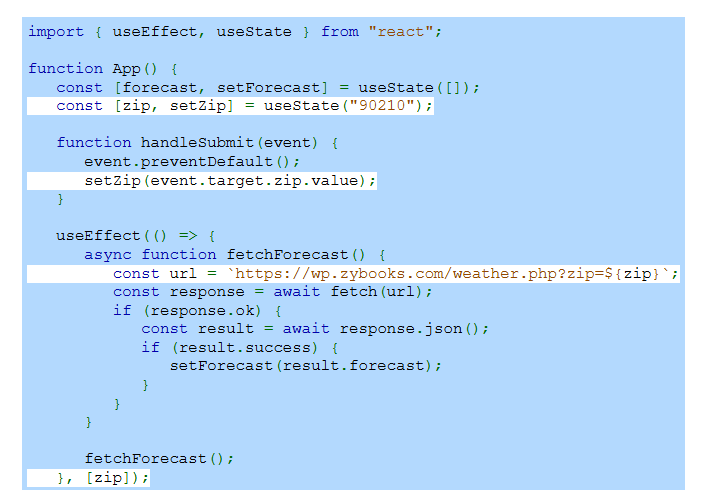 import { useEffect, useState } from "react";
function App() {
const [forecast, setForecast] = useState([]);
const [zip, setZip] = useState("90210");
function handleSubmit(event) {
event.preventDefault();
setZip(event.target.zip.value);
}
useEffect(() => {
async function fetchForecast() {
const url = `https://wp.zybooks.com/weather.php?zip=${zip}`;
const response = await fetch(url);
if (response.ok) {
const result = await response.json();
if (result.success) {
setForecast(result.forecast);
}
}
}
fetchForecast();
}, [zip]);